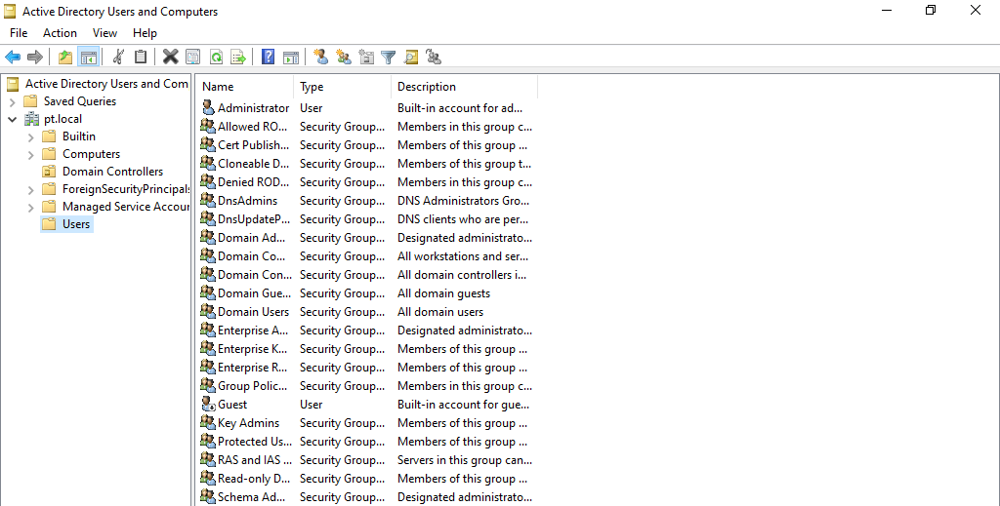 Active Directory Users and Computers
File Action View Help
Active Directory Users and Com
Saved Queries
pt.local
Builtin
Computers
Domain Controllers
ForeignSecurityPrincipals
Managed Service Accour
Users
Name Type Description
Administrator User Built-in account for ad...
Allowed RO... Security Group... Members in this group c...
Cert Publish... Security Group... Members of this group ...
Cloneable D... Security Group... Members of this group t...
Denied ROD... Security Group... Members in this group c...
DnsAdmins Security Group... DNS Administrators Gro...
DnsUpdateP... Security Group... DNS clients who are per...
Domain Ad... Security Group... Designated administrato...
Domain Co... Security Group... All workstations and ser...
Domain Con... Security Group... All domain controllers i...
Domain Gue... Security Group... All domain guests
Domain Users Security Group... All domain users
Enterprise A... Security Group... Designated administrato...
Enterprise K... Security Group... Members of this group ...
Enterprise R... Security Group... Members of this group ...
Group Polic... Security Group... Members in this group c...
Guest User Built-in account for gue...
Key Admins Security Group... Members of this group ...
Protected Us... Security Group... Members of this group ...
RAS and IAS ... Security Group... Servers in this group can...
Read-only D... Security Group... Members of this group ...
Schema Ad... Security Group... Designated administrato...